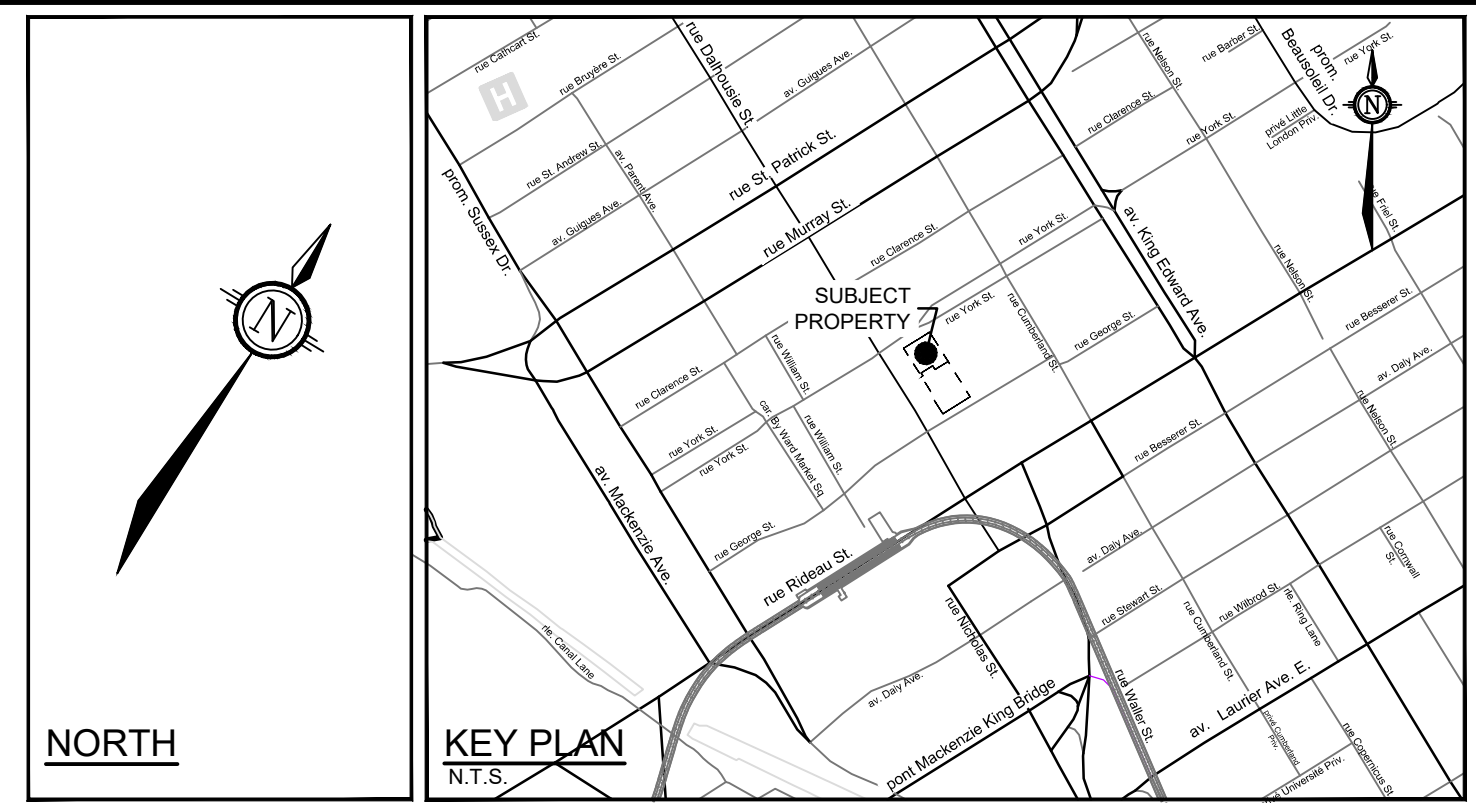 N
NORTH
rue Cathcart St.
rue Bruyère St.
H
rue Dalhousie St.
av. Guigues Ave.
rue St. Andrew St.
av. Parent Ave.
av. Guigues Ave.
prom. Sussex Dr.
rue St. Patrick St.
rue Murray St.
rue Nelson St.
rue Barber St.
prom.
Beausoleil Dr.
rue York St.
N
rue Clarence St.
rue York St.
privé Little
London Priv.
rue Friel St.
rue Clarence St.
rue York St.
av. King Edward Ave.
rue Nelson St.
SUBJECT
PROPERTY
rue York St.
rue Cumberland St.
rue George St.
rue Besserer St.
av. Daly Ave.
rue Nelson St.
rue William St.
rue Clarence St.
car. By Ward Market Sq
rue William St.
rue York St.
rue York St.
rue Besserer St.
av. Mackenzie Ave.
rue George St.
rue Rideau St.
av. Daly Ave.
rue Cornwall
St.
rue Nicholas St.
rue Stewart St.
rue Cumberland St.
rue Wilbrod St.
rle. Ring Lane
rle. Canal Lane
av. Daly Ave.
rue Waller St.
av. Laurier Ave. E.
pont Mackenzie King Bridge
privé Cumberland
Priv.
rue Copernicus St.
privé Université Priv.
KEY PLAN
N.T.S.